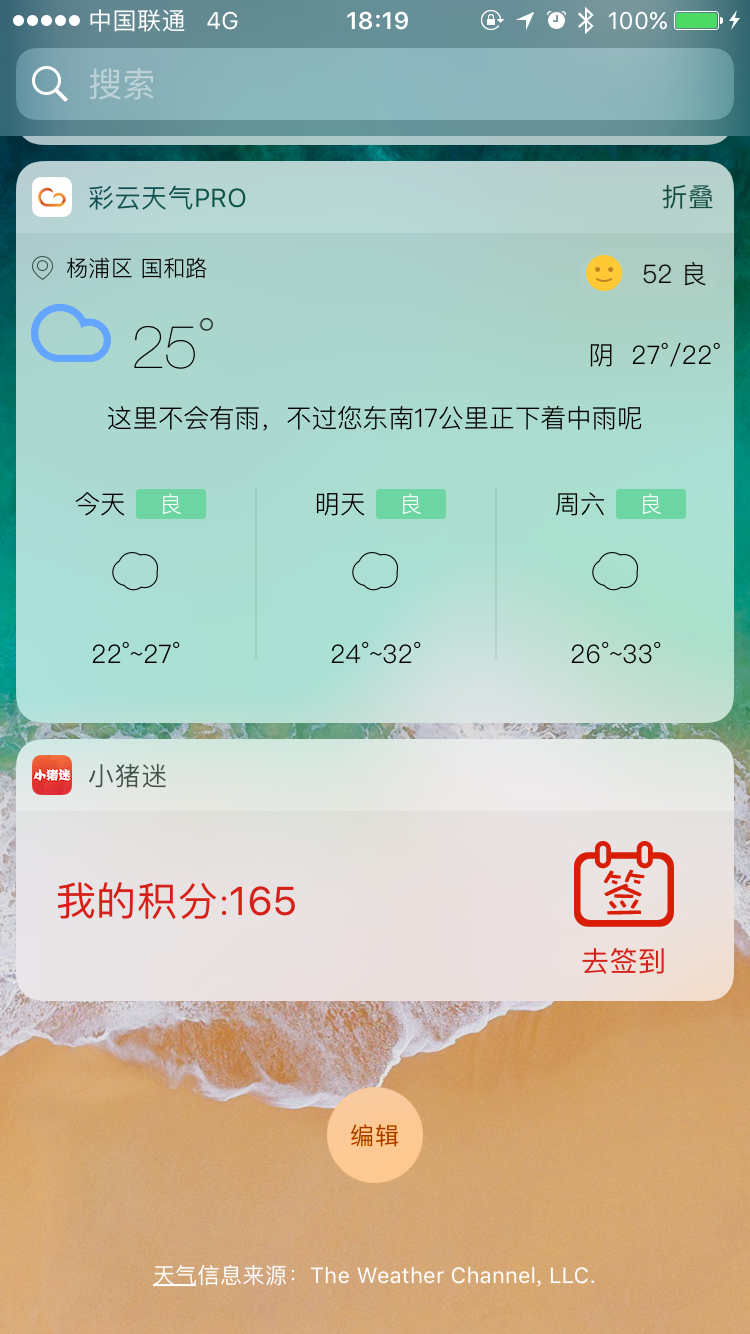 中国联通 4G 18:19 100%
搜索
彩云天气PRO 折叠
杨浦区 国和路 52 良
25° 阴 27°/22°
这里不会有雨，不过您东南17公里正下着中雨呢
今天 良 明天 良 周六 良
22°~27° 24°~32° 26°~33°
小猪迷 小猪迷
我的积分:165 签
去签到
编辑
天气信息来源：The Weather Channel, LLC.